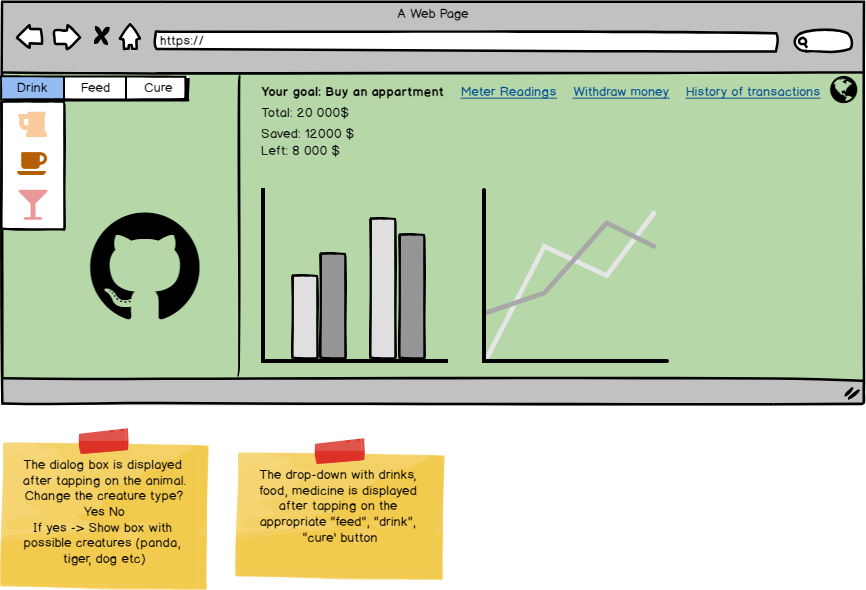 A Web Page
https://
Drink Feed Cure
Your goal: Buy an appartment Meter Readings Withdraw money History of transactions
Total: 20 000$
Saved: 12000 $
Left: 8 000 $
The dialog box is displayed
after tapping on the animal.
Change the creature type?
Yes No
If yes -> Show box with
possible creatures (panda,
tiger, dog etc)
The drop-down with drinks,
food, medicine is displayed
after tapping on the
appropriate "feed", "drink",
"cure' button